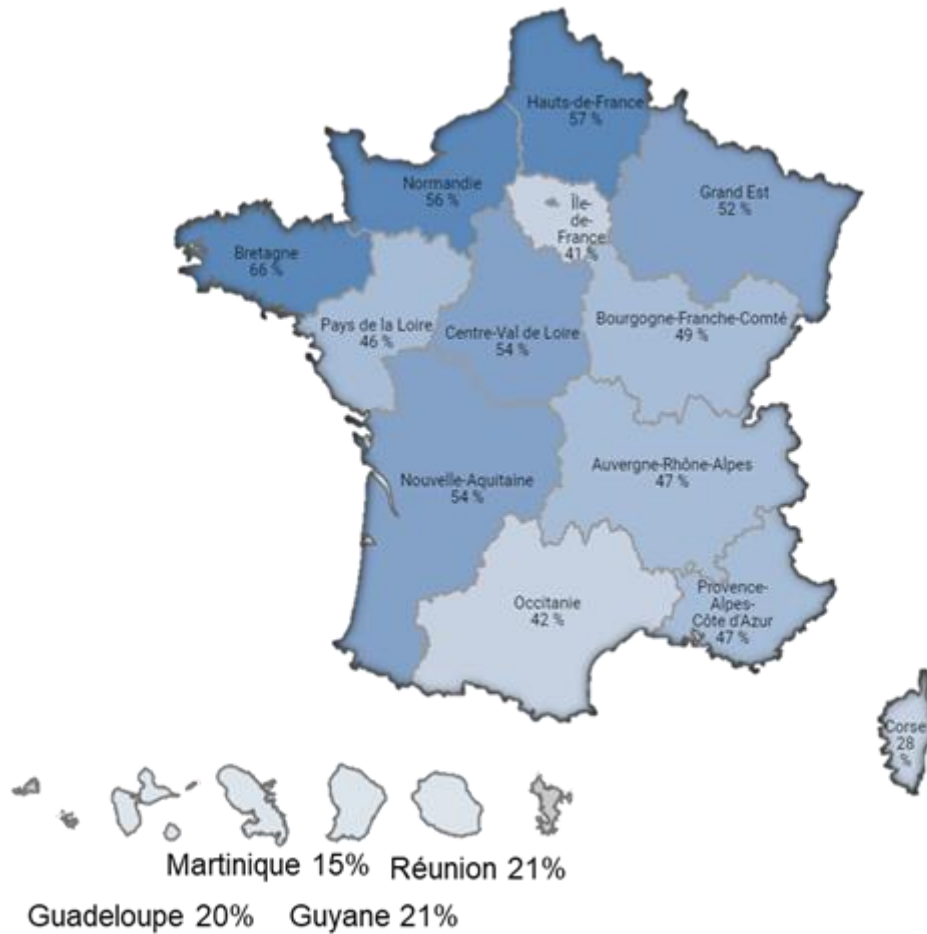 Hauts-de-France
57 %
Normandie
56 %
Île-
de-
France
41 %
Grand Est
52 %
Bretagne
66 %
Pays de la Loire
46 %
Centre-Val de Loire
54 %
Bourgogne-Franche-Comté
49 %
Nouvelle-Aquitaine
54 %
Auvergne-Rhône-Alpes
47 %
Occitanie
42 %
Provence-
Alpes-
Côte d'Azur
47 %
Corse
28
%
Martinique 15% Réunion 21%
Guadeloupe 20% Guyane 21%